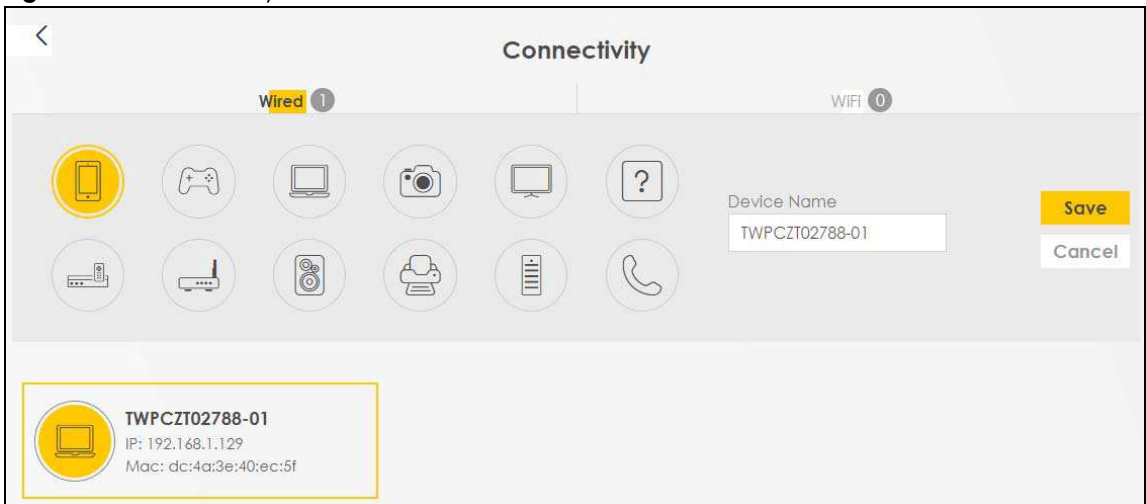 Connectivity
Wired 1
WiFi 0
?
Device Name
TWPCZT02788-01
Save
Cancel
TWPCZT02788-01
IP: 192.168.1.129
Mac: dc:4a:3e:40:ec:5f